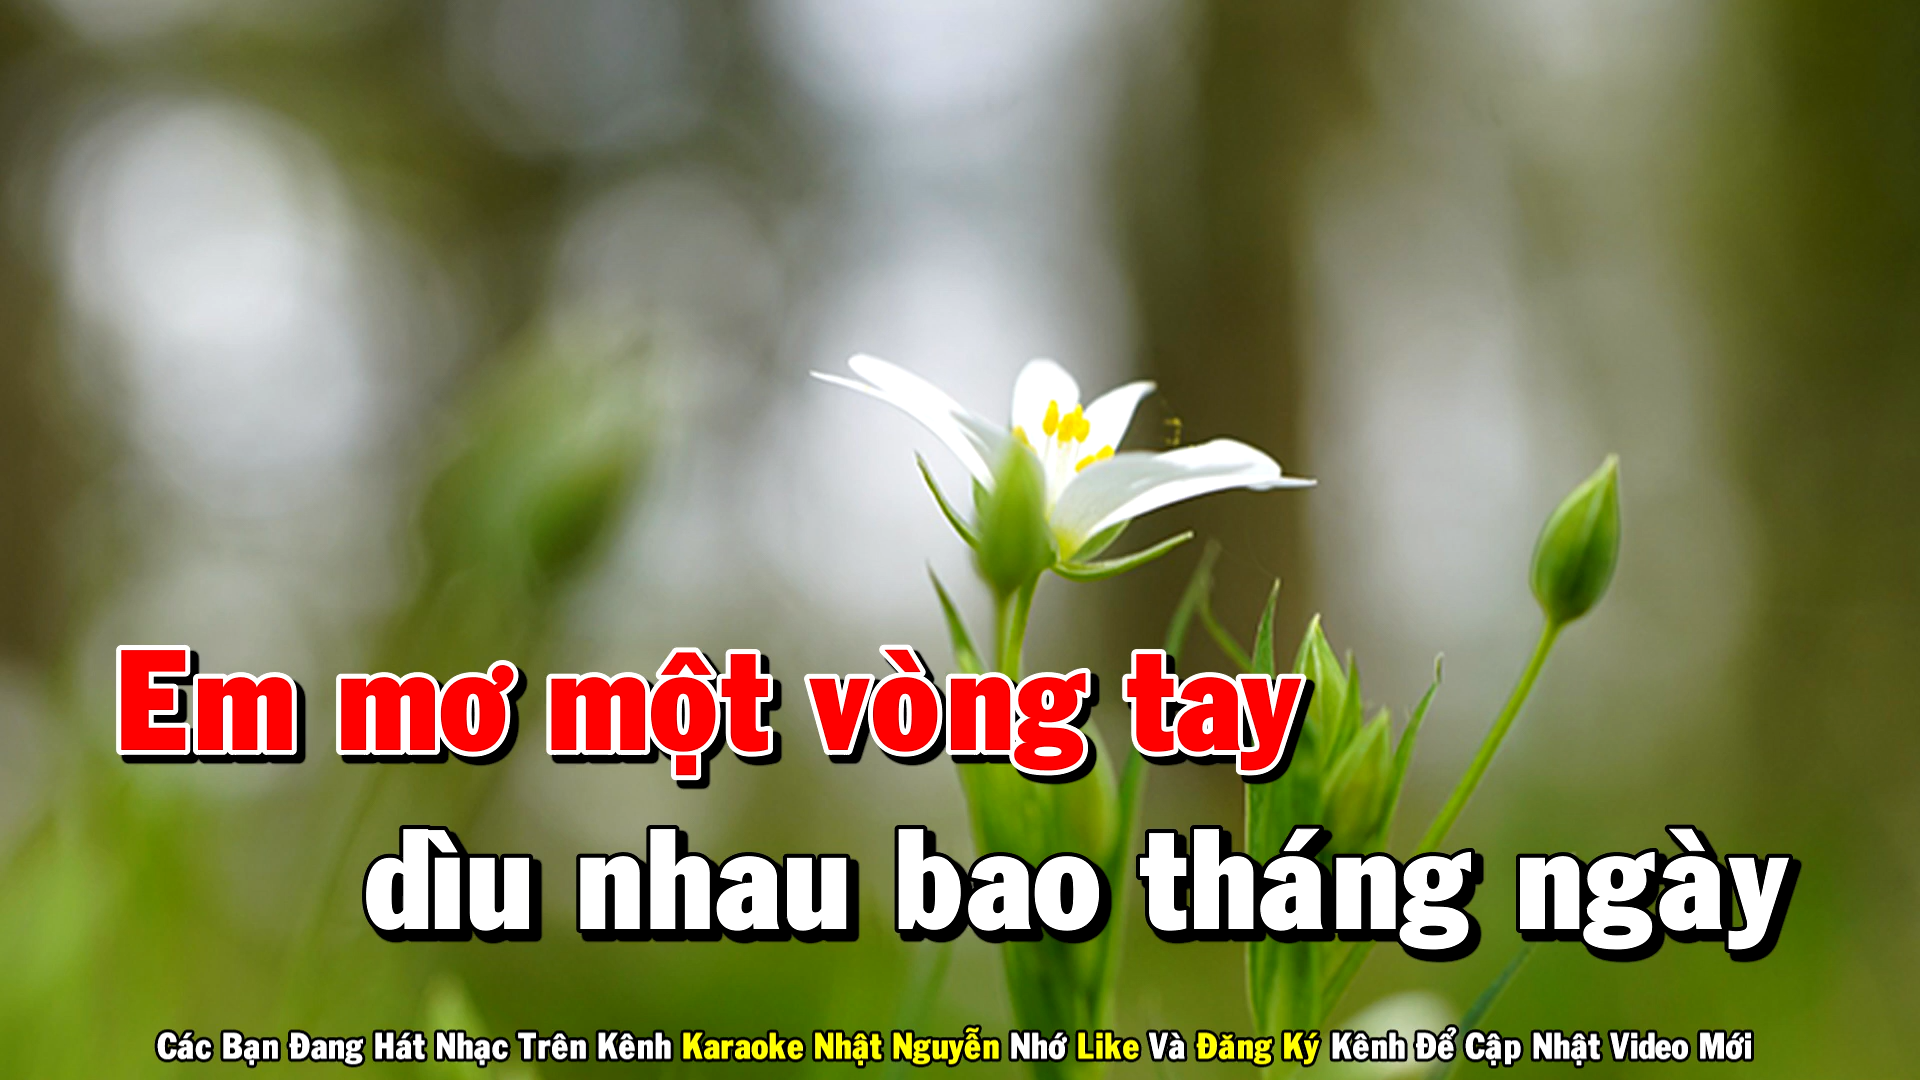 Em mơ một vòng tay
dìu nhau bao tháng ngày
Các Bạn Đang Hát Nhạc Trên Kênh Karaoke Nhật Nguyễn Nhớ Like Và Đăng Ký Kênh Để Cập Nhật Video Mới